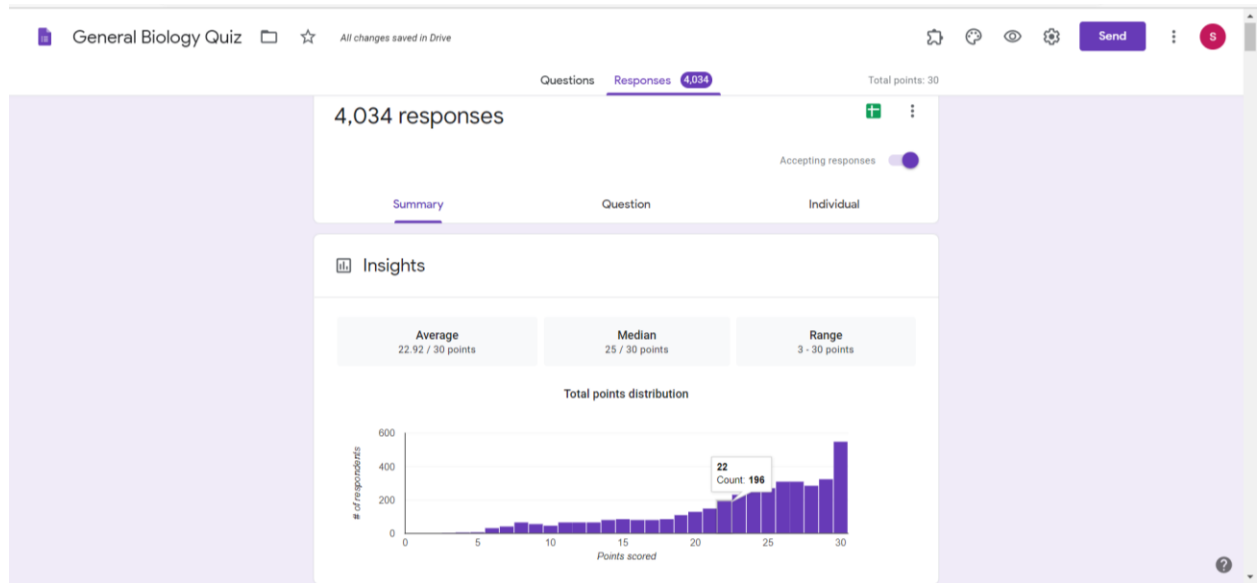 General Biology Quiz All changes saved in Drive Send S
Questions Responses 4,034 Total points: 30
4,034 responses
Accepting responses
Summary Question Individual
Insights
Average Median Range
22.92 / 30 points 25 / 30 points 3 - 30 points
Total points distribution
# of respondents
600
400
200
0
22
Count: 196
0 5 10 15 20 25 30
Points scored
?